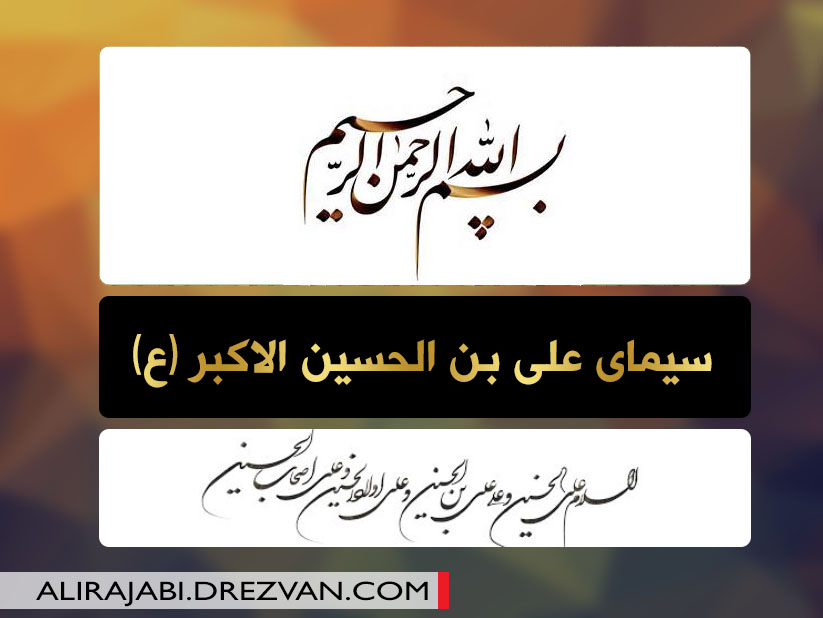 بسم الله الرحمن الرحیم
سیمای علی بن الحسین الاکبر (ع)
السلام علی الحسین و علی علی بن الحسین و علی اولاد الحسین و علی اصحاب الحسین
ALIRAJABI.DREZVAN.COM